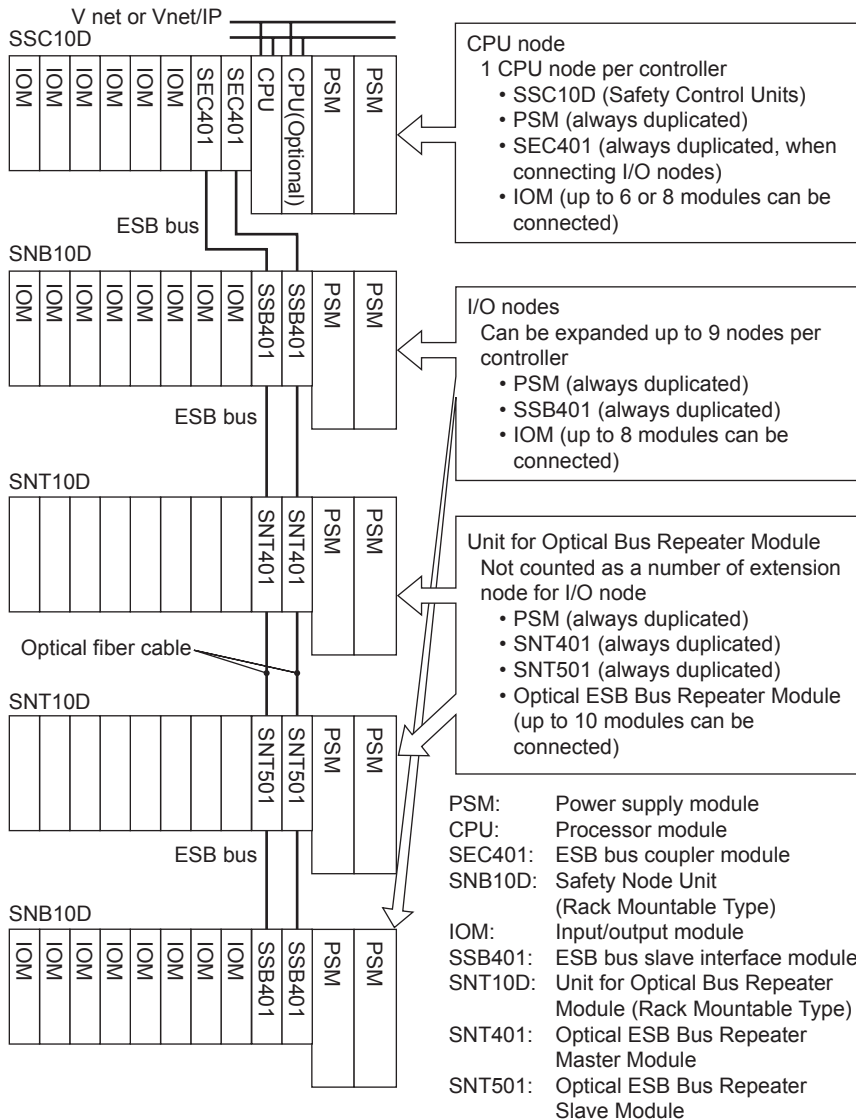 V net or Vnet/IP
SSC10D
IOM
IOM
IOM
IOM
IOM
IOM
SEC401
SEC401
CPU
CPU(Optional)
PSM
PSM
CPU node
1 CPU node per controller
• SSC10D (Safety Control Units)
• PSM (always duplicated)
• SEC401 (always duplicated, when
connecting I/O nodes)
• IOM (up to 6 or 8 modules can be
connected)
ESB bus
SNB10D
IOM
IOM
IOM
IOM
IOM
IOM
IOM
IOM
SSB401
SSB401
PSM
PSM
I/O nodes
Can be expanded up to 9 nodes per
controller
• PSM (always duplicated)
• SSB401 (always duplicated)
• IOM (up to 8 modules can be
connected)
ESB bus
SNT10D
SNT401
SNT401
PSM
PSM
Unit for Optical Bus Repeater Module
Not counted as a number of extension
node for I/O node
• PSM (always duplicated)
• SNT401 (always duplicated)
• SNT501 (always duplicated)
• Optical ESB Bus Repeater Module
(up to 10 modules can be
connected)
Optical fiber cable
SNT10D
SNT501
SNT501
PSM
PSM
ESB bus
SNB10D
IOM
IOM
IOM
IOM
IOM
IOM
IOM
IOM
SSB401
SSB401
PSM
PSM
PSM: Power supply module
CPU: Processor module
SEC401: ESB bus coupler module
SNB10D: Safety Node Unit
(Rack Mountable Type)
IOM: Input/output module
SSB401: ESB bus slave interface module
SNT10D: Unit for Optical Bus Repeater
Module (Rack Mountable Type)
SNT401: Optical ESB Bus Repeater
Master Module
SNT501: Optical ESB Bus Repeater
Slave Module